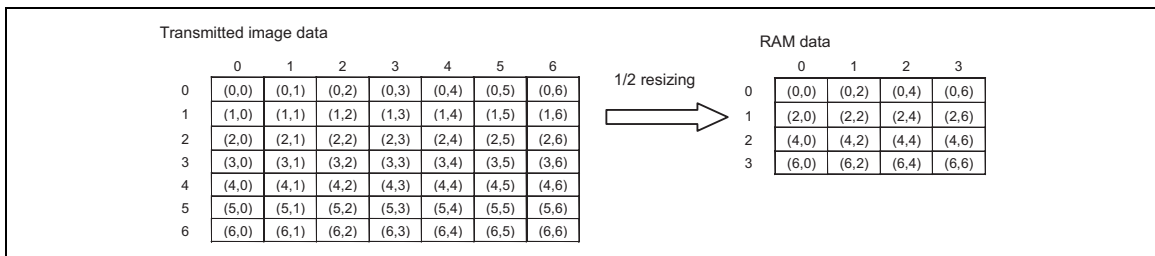 Transmitted image data
0 1 2 3 4 5 6
0 (0,0) (0,1) (0,2) (0,3) (0,4) (0,5) (0,6)
1 (1,0) (1,1) (1,2) (1,3) (1,4) (1,5) (1,6)
2 (2,0) (2,1) (2,2) (2,3) (2,4) (2,5) (2,6)
3 (3,0) (3,1) (3,2) (3,3) (3,4) (3,5) (3,6)
4 (4,0) (4,1) (4,2) (4,3) (4,4) (4,5) (4,6)
5 (5,0) (5,1) (5,2) (5,3) (5,4) (5,5) (5,6)
6 (6,0) (6,1) (6,2) (6,3) (6,4) (6,5) (6,6)
1/2 resizing
RAM data
0 1 2 3
0 (0,0) (0,2) (0,4) (0,6)
1 (2,0) (2,2) (2,4) (2,6)
2 (4,0) (4,2) (4,4) (4,6)
3 (6,0) (6,2) (6,4) (6,6)